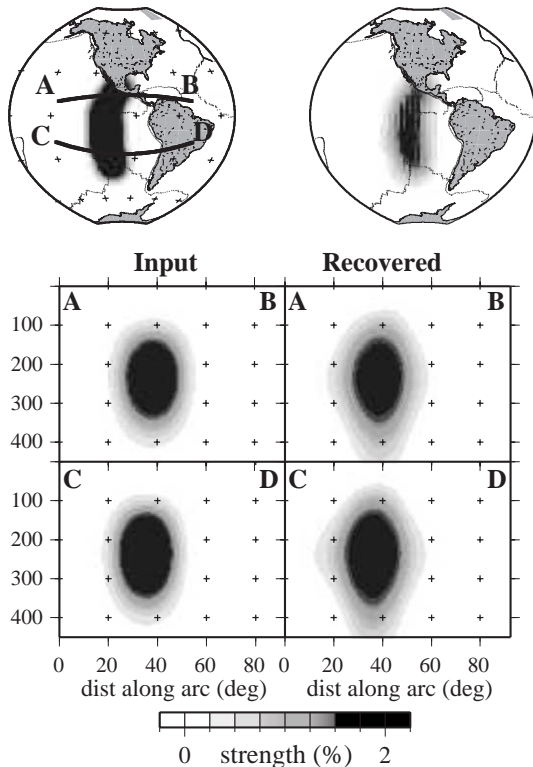 A B
C D
Input Recovered
A B A B
100
200
300
400
C D C D
100
200
300
400
0 20 40 60 80 0 20 40 60 80
dist along arc (deg) dist along arc (deg)
0 strength (%) 2